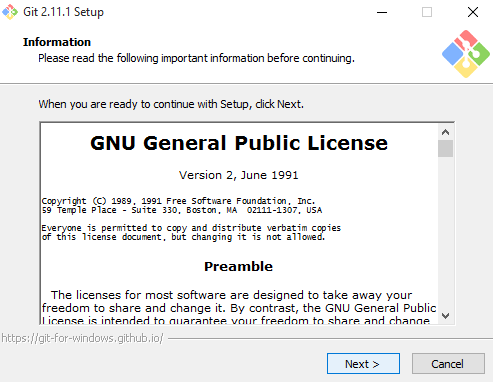 Git 2.11.1 Setup
Information
Please read the following important information before continuing.
When you are ready to continue with Setup, click Next.
GNU General Public License
Version 2, June 1991
Copyright (C) 1989, 1991 Free Software Foundation, Inc.
59 Temple Place - Suite 330, Boston, MA  02111-1307, USA
Everyone is permitted to copy and distribute verbatim copies
of this license document, but changing it is not allowed.
Preamble
The licenses for most software are designed to take away your
freedom to share and change it. By contrast, the GNU General Public
License is intended to guarantee your freedom to share and change
https://git-for-windows.github.io/
Next >
Cancel